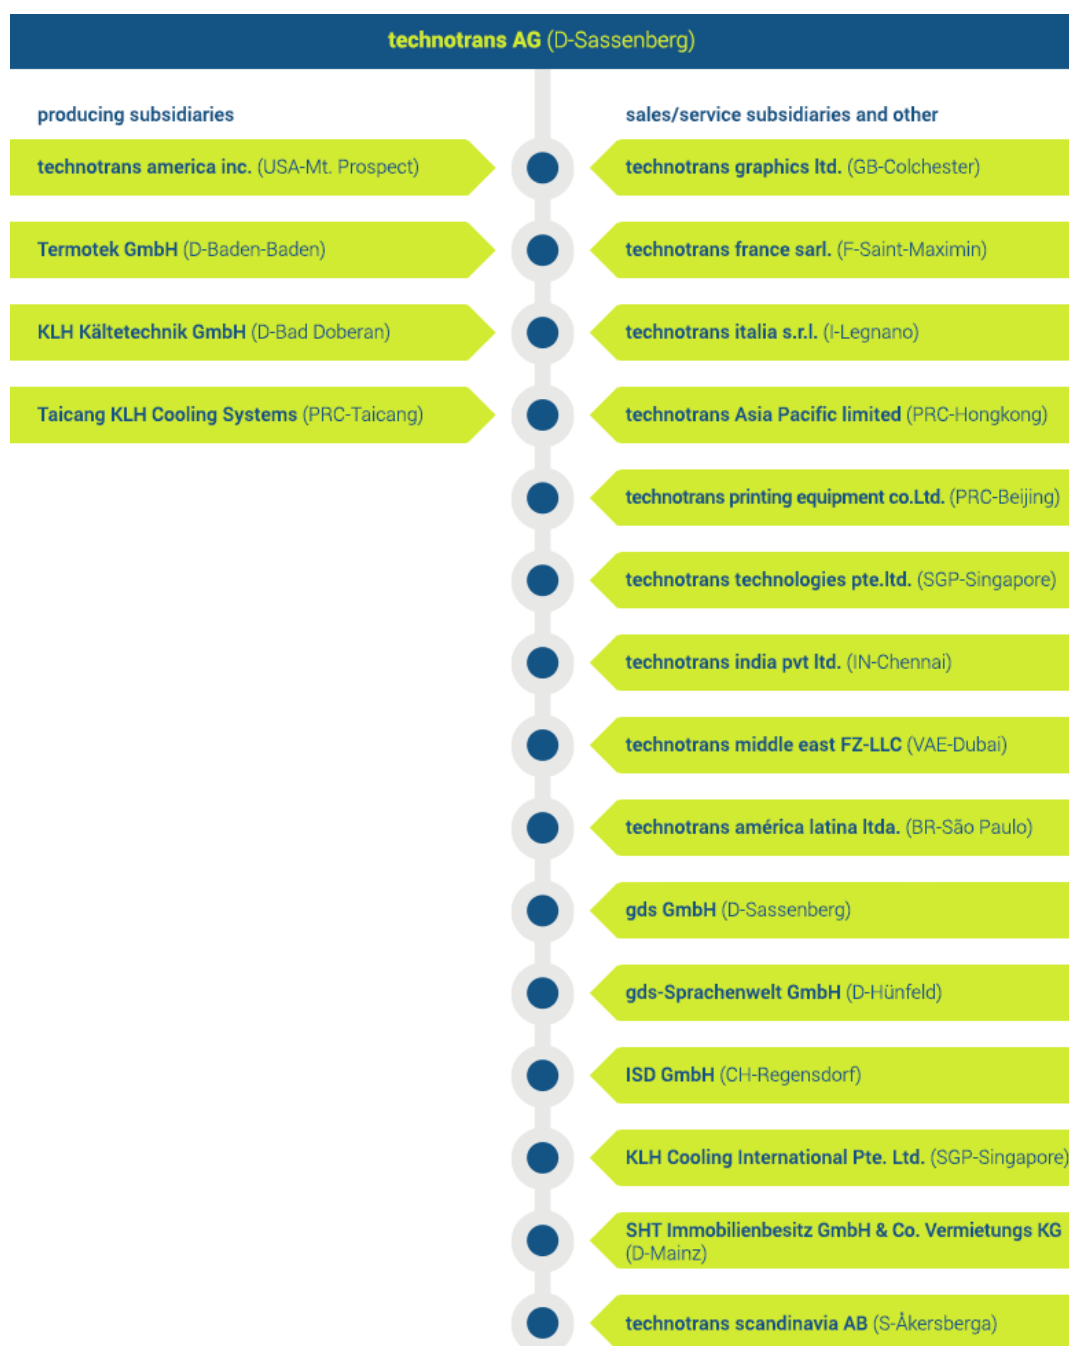 technotrans AG (D-Sassenberg)
producing subsidiaries
technotrans america inc. (USA-Mt. Prospect)
Termotek GmbH (D-Baden-Baden)
KLH Kältetechnik GmbH (D-Bad Doberan)
Taicang KLH Cooling Systems (PRC-Taicang)
sales/service subsidiaries and other
technotrans graphics ltd. (GB-Colchester)
technotrans france sarl. (F-Saint-Maximin)
technotrans italia s.r.l. (I-Legnano)
technotrans Asia Pacific limited (PRC-Hongkong)
technotrans printing equipment co.Ltd. (PRC-Beijing)
technotrans technologies pte.ltd. (SGP-Singapore)
technotrans india pvt ltd. (IN-Chennai)
technotrans middle east FZ-LLC (VAE-Dubai)
technotrans américa latina ltda. (BR-São Paulo)
gds GmbH (D-Sassenberg)
gds-Sprachenwelt GmbH (D-Hünfeld)
ISD GmbH (CH-Regensdorf)
KLH Cooling International Pte. Ltd. (SGP-Singapore)
SHT Immobilienbesitz GmbH & Co. Vermietungs KG
(D-Mainz)
technotrans scandinavia AB (S-Åkersberga)